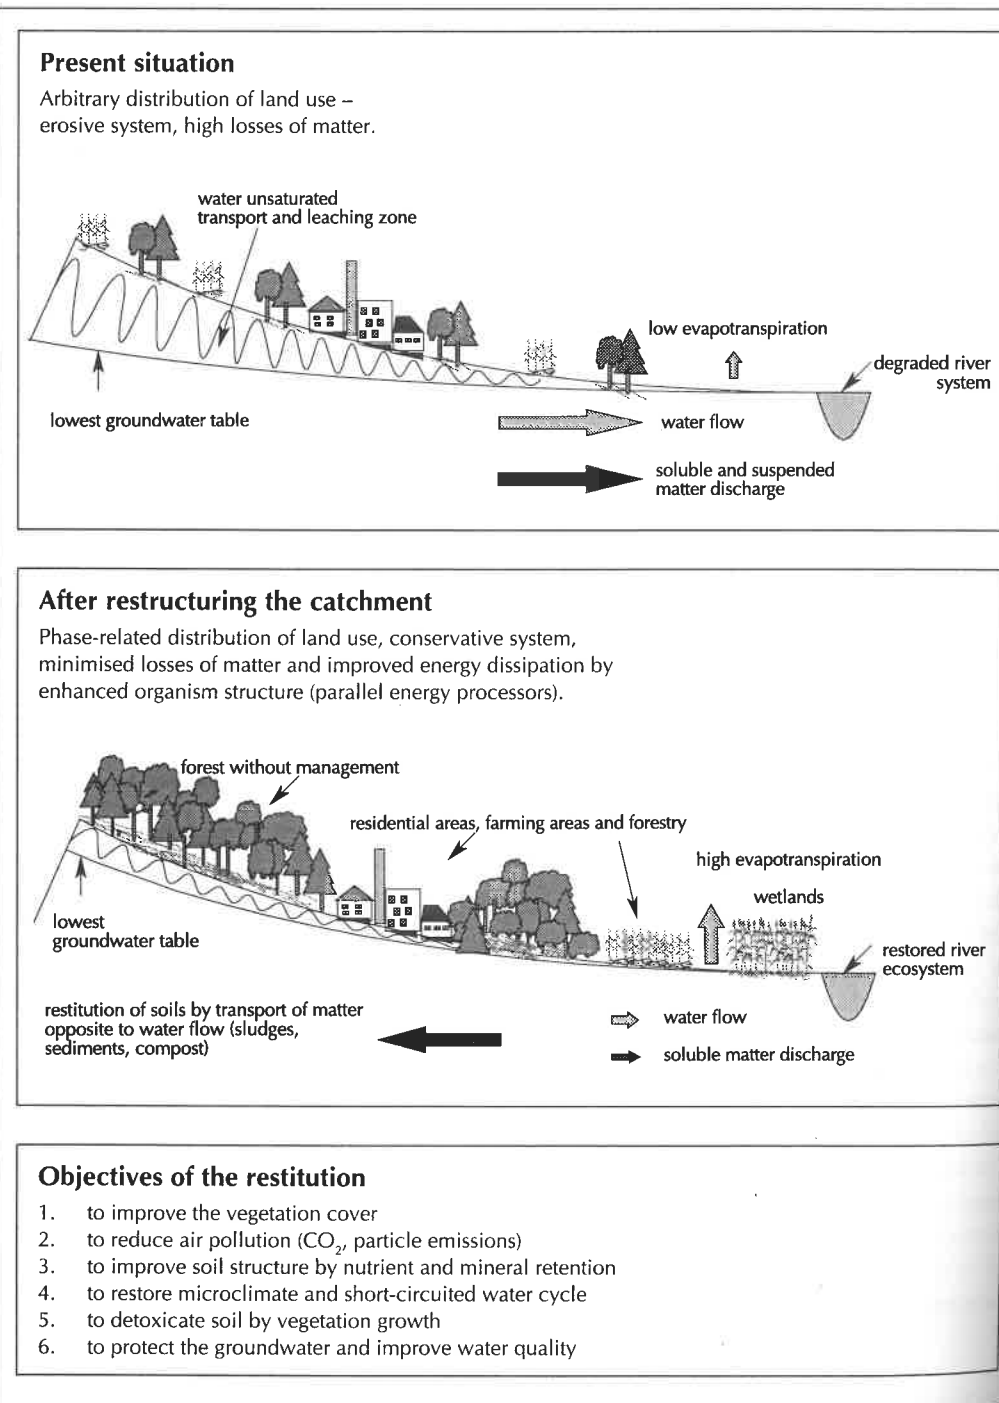 Present situation
Arbitrary distribution of land use –
erosive system, high losses of matter.
water unsaturated
transport and leaching zone
low evapotranspiration
degraded river
system
lowest groundwater table
water flow
soluble and suspended
matter discharge
After restructuring the catchment
Phase-related distribution of land use, conservative system,
minimised losses of matter and improved energy dissipation by
enhanced organism structure (parallel energy processors).
forest without management
residential areas, farming areas and forestry
high evapotranspiration
wetlands
lowest
groundwater table
restored river
ecosystem
restitution of soils by transport of matter
opposite to water flow (sludges,
sediments, compost)
water flow
soluble matter discharge
Objectives of the restitution
1. to improve the vegetation cover
2. to reduce air pollution (CO₂, particle emissions)
3. to improve soil structure by nutrient and mineral retention
4. to restore microclimate and short-circuited water cycle
5. to detoxicate soil by vegetation growth
6. to protect the groundwater and improve water quality